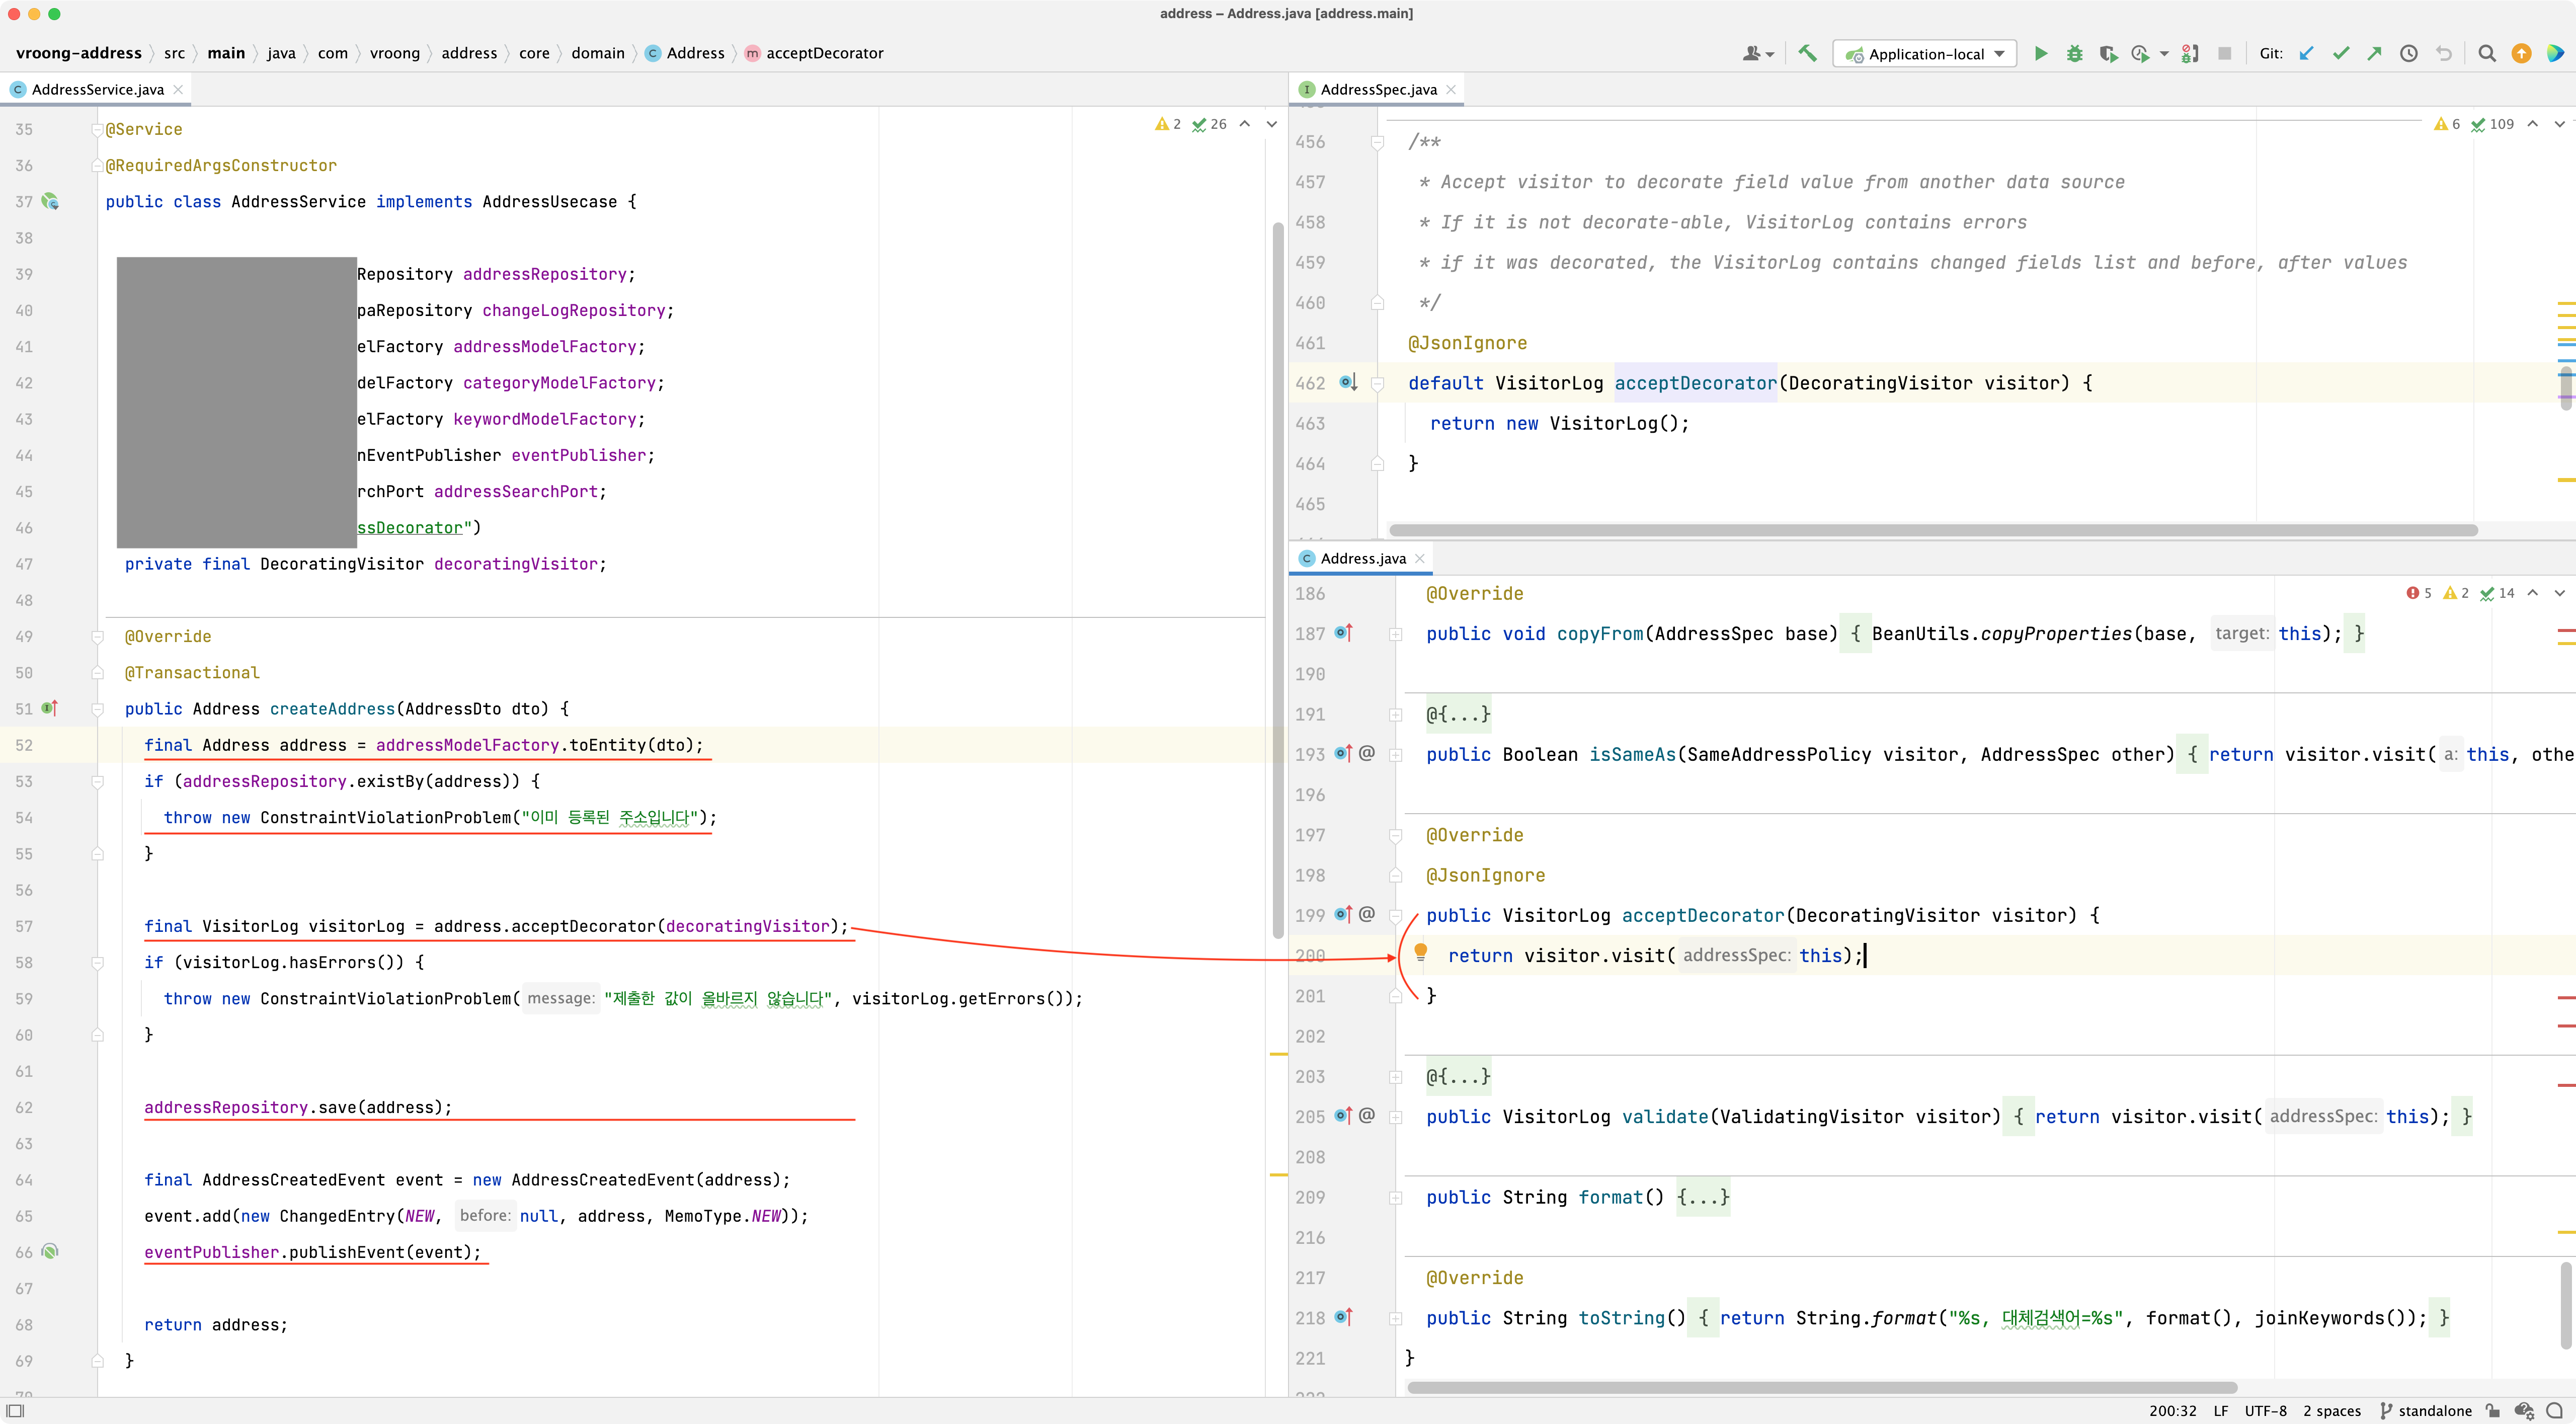 address – Address.java [address.main]
vroong-address src main java com vroong address core domain Address acceptDecorator
Application-local
Git:
AddressService.java
2 26
35 @Service
36 @RequiredArgsConstructor
37 public class AddressService implements AddressUsecase {
38
39 Repository addressRepository;
40 paRepository changeLogRepository;
41 elFactory addressModelFactory;
42 delFactory categoryModelFactory;
43 elFactory keywordModelFactory;
44 nEventPublisher eventPublisher;
45 rchPort addressSearchPort;
46 ssDecorator")
47 private final DecoratingVisitor decoratingVisitor;
48
49 @Override
50 @Transactional
51 public Address createAddress(AddressDto dto) {
52 final Address address = addressModelFactory.toEntity(dto);
53 if (addressRepository.existBy(address)) {
54 throw new ConstraintViolationProblem("이미 등록된 주소입니다");
55 }
56
57 final VisitorLog visitorLog = address.acceptDecorator(decoratingVisitor);
58 if (visitorLog.hasErrors()) {
59 throw new ConstraintViolationProblem( message: "제출한 값이 올바르지 않습니다", visitorLog.getErrors());
60 }
61
62 addressRepository.save(address);
63
64 final AddressCreatedEvent event = new AddressCreatedEvent(address);
65 event.add(new ChangedEntry(NEW, before: null, address, MemoType.NEW));
66 eventPublisher.publishEvent(event);
67
68 return address;
69 }
AddressSpec.java
6 109
456 /**
457 * Accept visitor to decorate field value from another data source
458 * If it is not decorate-able, VisitorLog contains errors
459 * if it was decorated, the VisitorLog contains changed fields list and before, after values
460 */
461 @JsonIgnore
462 default VisitorLog acceptDecorator(DecoratingVisitor visitor) {
463 return new VisitorLog();
464 }
465
Address.java
5 2 14
186 @Override
187 public void copyFrom(AddressSpec base) { BeanUtils.copyProperties(base, target: this); }
190
191 @{...}
193 @ public Boolean isSameAs(SameAddressPolicy visitor, AddressSpec other) { return visitor.visit( a: this, othe
196
197 @Override
198 @JsonIgnore
199 @ public VisitorLog acceptDecorator(DecoratingVisitor visitor) {
200 return visitor.visit( addressSpec: this);
201 }
202
203 @{...}
205 @ public VisitorLog validate(ValidatingVisitor visitor) { return visitor.visit( addressSpec: this); }
208
209 public String format() {...}
216
217 @Override
218 public String toString() { return String.format("%s, 대체검색어=%s", format(), joinKeywords()); }
221 }
200:32 LF UTF-8 2 spaces standalone